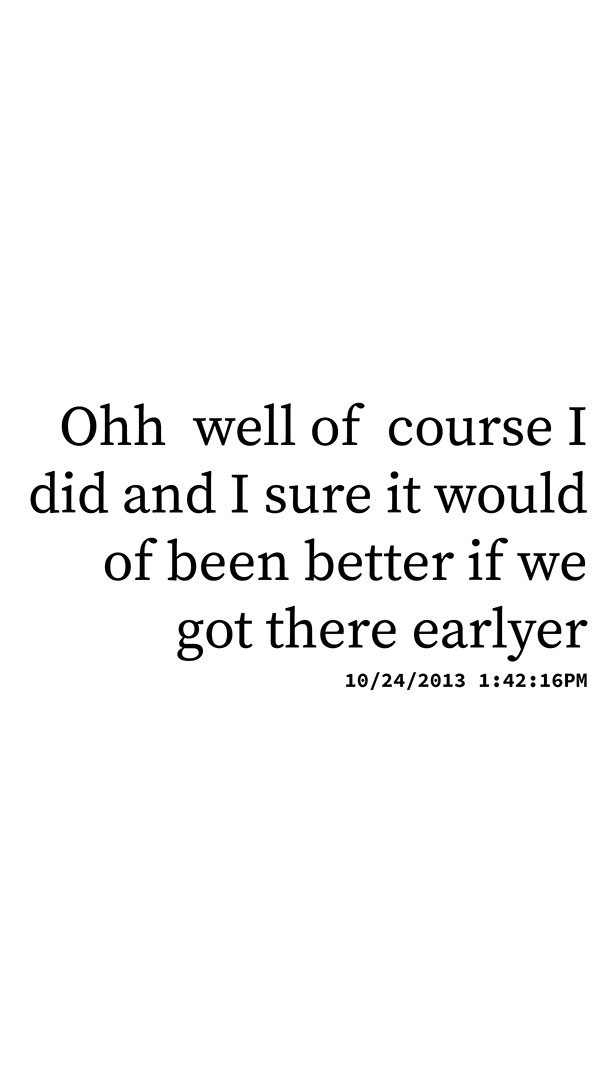 Ohh  well of  course I
did and I sure it would
of been better if we
got there earlyer
10/24/2013 1:42:16PM